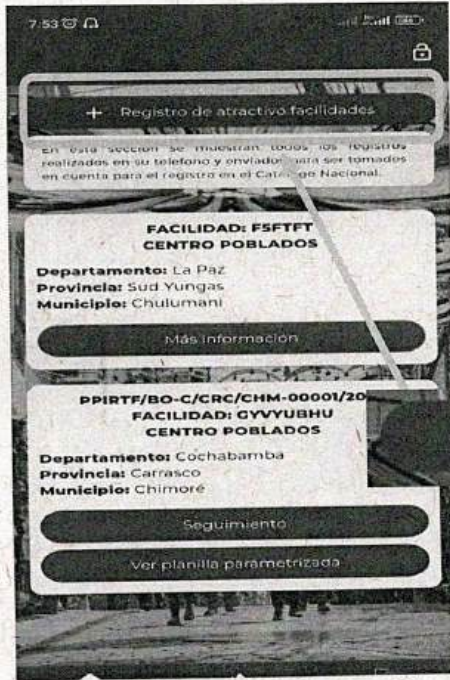 7:53
+ Registro de atractivo facilidades
En esta sección se muestran todos los registros
realizados en su telefono y enviados para ser tomados
en cuenta para el registro en el Catálogo Nacional.
FACILIDAD: FSFTFT
CENTRO POBLADOS
Departamento: La Paz
Provincia: Sud Yungas
Municipio: Chulumani
Más información
PPIRTF/BO-C/CRC/CHM-00001/20
FACILIDAD: GYVYUBHU
CENTRO POBLADOS
Departamento: Cochabamba
Provincia: Carrasco
Municipio: Chimoré
Seguimiento
Ver planilla parametrizada